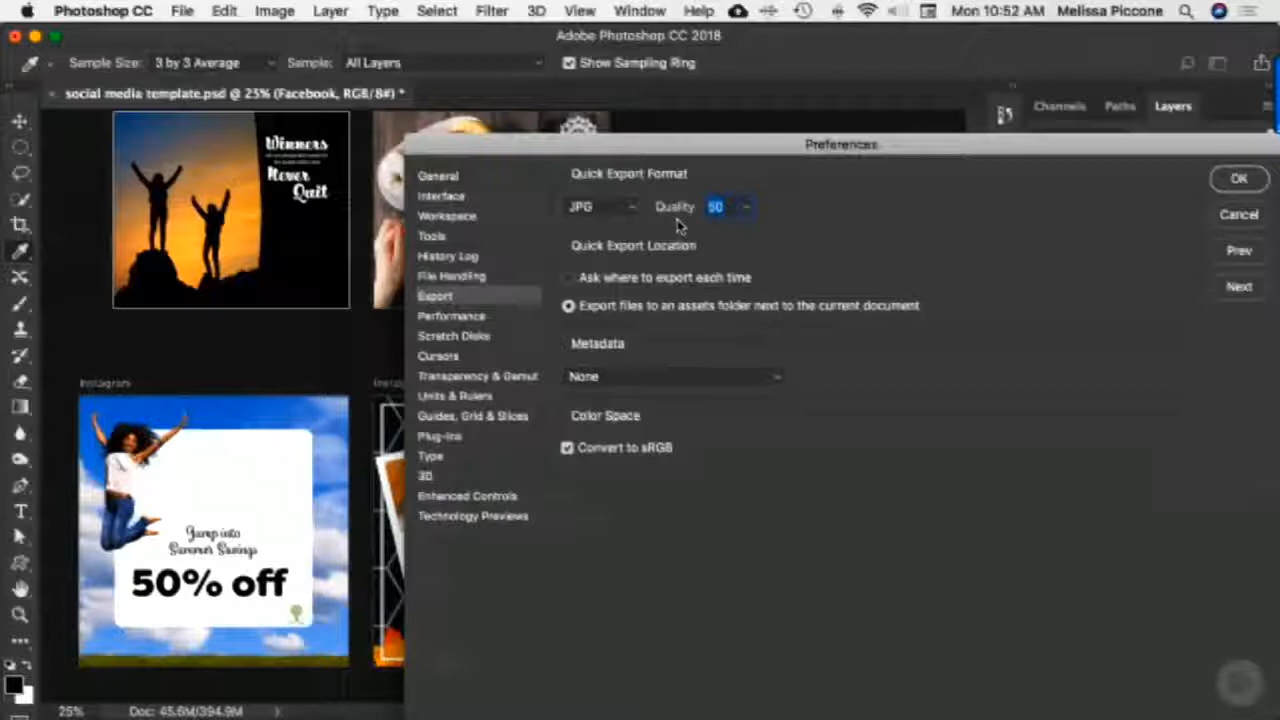 Photoshop CC File Edit Image Layer Type Select Filter 3D View Window Help Mon 10:52 AM Melissa Piccone
Adobe Photoshop CC 2018
Sample Size: 3 by 3 Average Sample: All Layers Show Sampling Ring
× social media template.psd @ 25% (Facebook, RGB/8#) *
Channels Paths Layers
Winners
Never
Quit
Preferences
General
Interface
Workspace
Tools
History Log
File Handling
Export
Performance
Scratch Disks
Cursors
Transparency & Gamut
Units & Rulers
Guides, Grid & Slices
Plug-Ins
Type
3D
Enhanced Controls
Technology Previews
Quick Export Format
JPG Quality 50
Quick Export Location
Ask where to export each time
Export files to an assets folder next to the current document
Metadata
None
Color Space
Convert to sRGB
OK
Cancel
Prev
Next
Instagram
Jump into
Summer Savings
50% off
25% Doc: 45.6M/394.9M